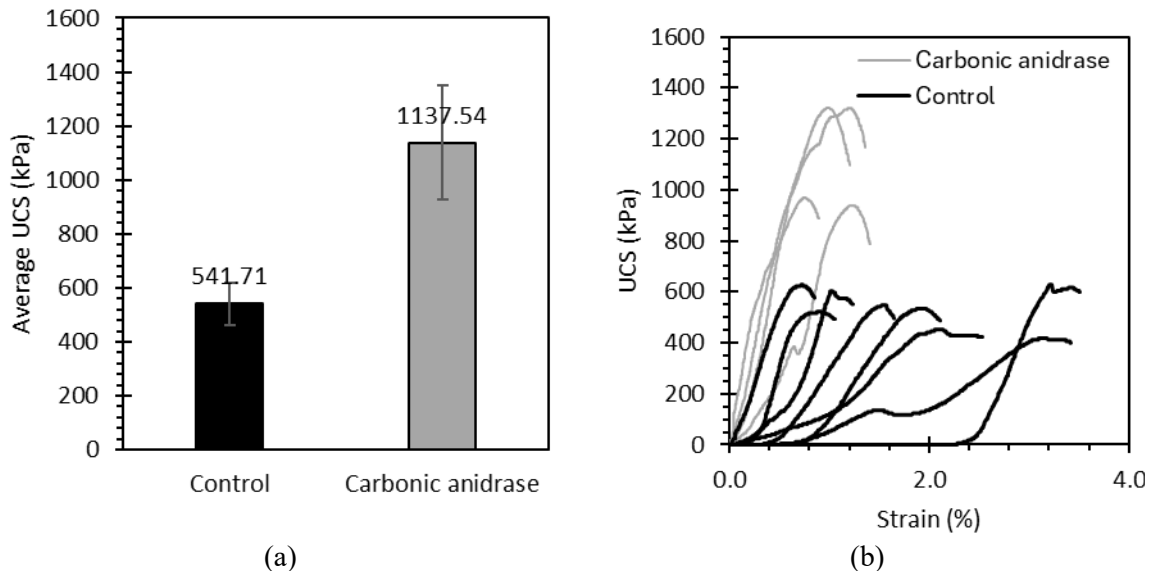 1600
1400
1200
1000
800
600
400
200
0
Average UCS (kPa)
541.71
1137.54
Control
Carbonic anidrase
(a)
1600
1400
1200
1000
800
600
400
200
0
UCS (kPa)
Carbonic anidrase
Control
0.0
2.0
4.0
Strain (%)
(b)